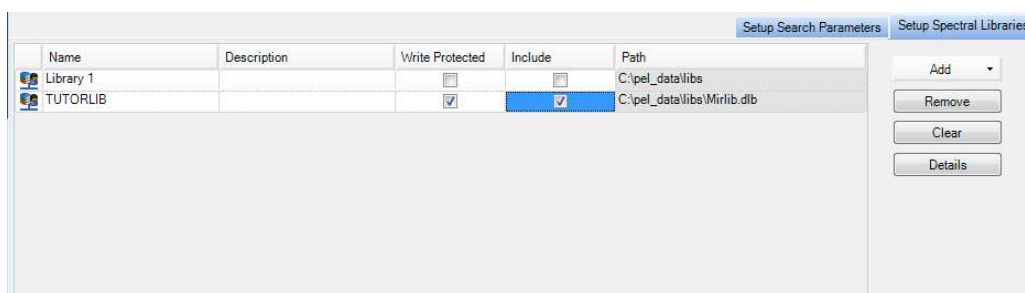 Setup Search Parameters Setup Spectral Libraries
Name Description Write Protected Include Path
Library 1 C:\pel_data\libs
TUTORLIB C:\pel_data\libs\Mirlib.dlb
Add
Remove
Clear
Details